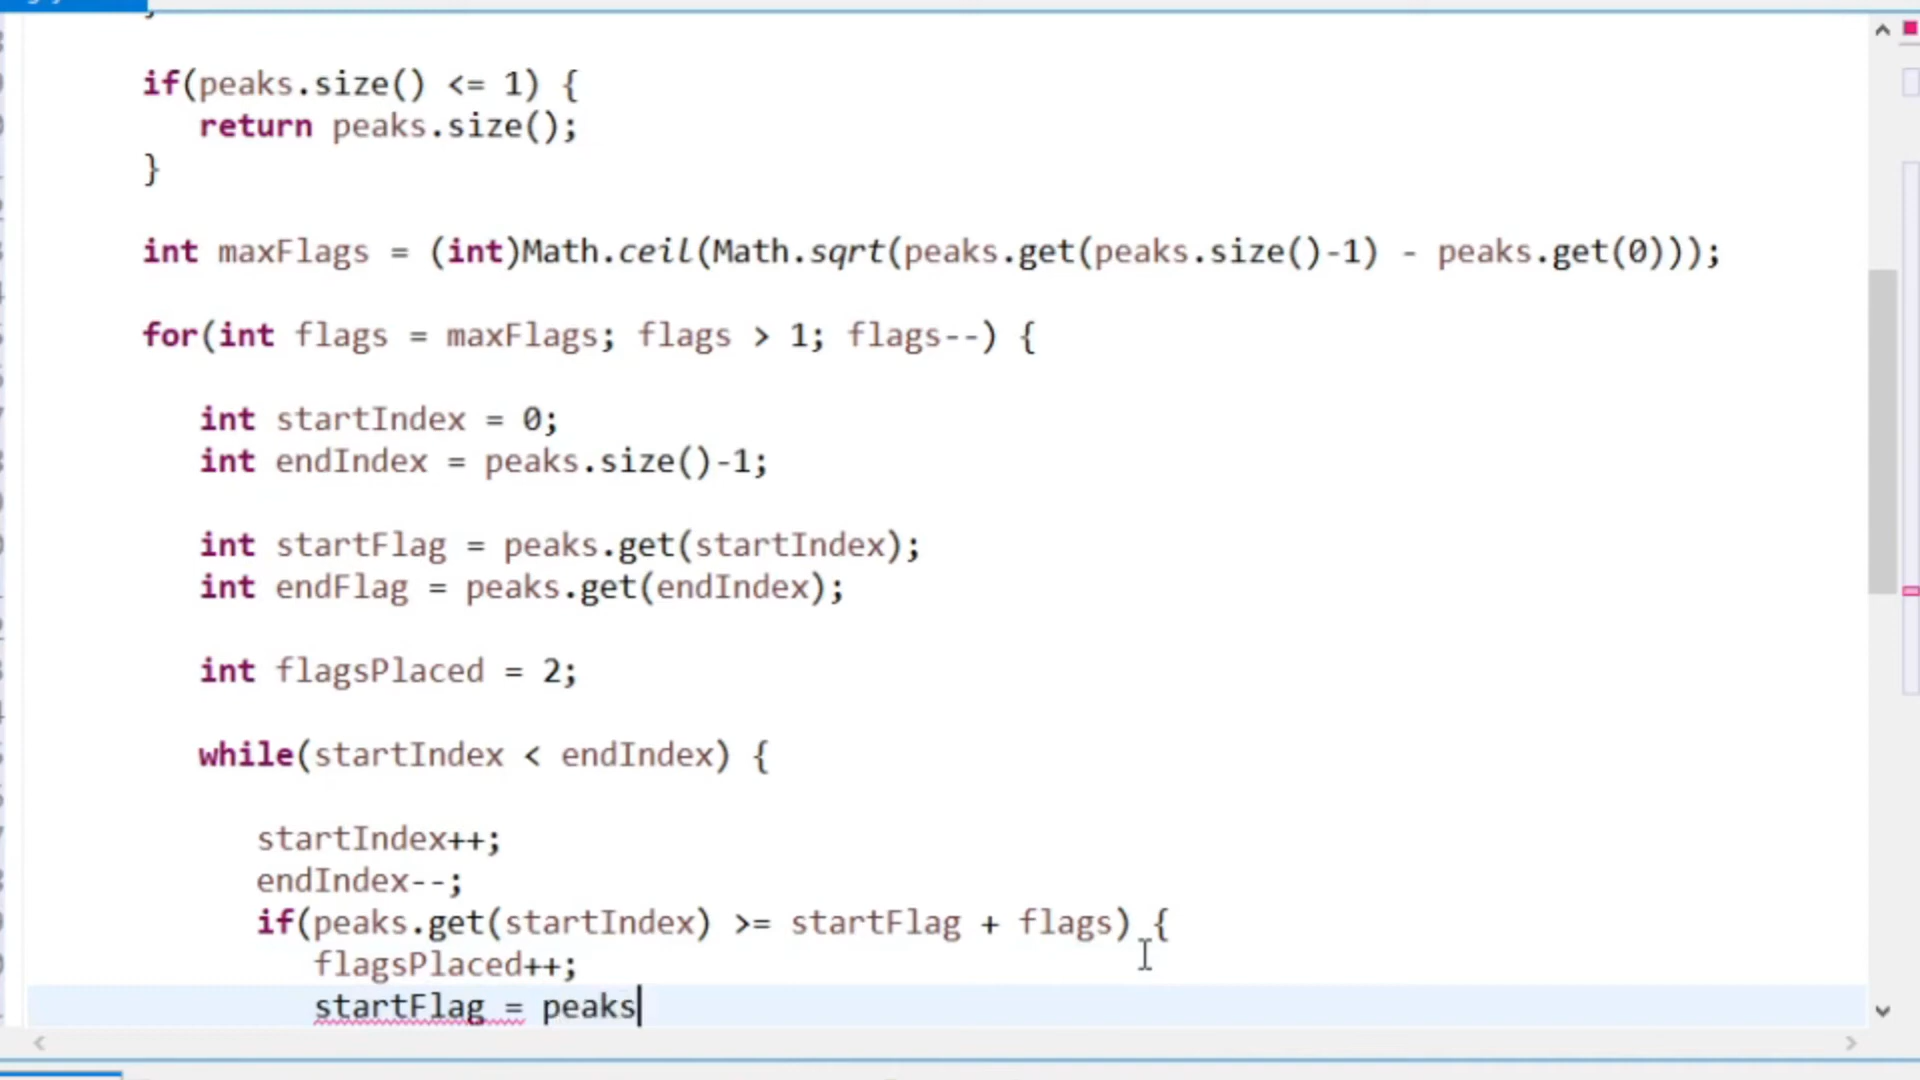 if(peaks.size() <= 1) {
return peaks.size();
}
int maxFlags = (int)Math.ceil(Math.sqrt(peaks.get(peaks.size()-1) - peaks.get(0)));
for(int flags = maxFlags; flags > 1; flags--) {
int startIndex = 0;
int endIndex = peaks.size()-1;
int startFlag = peaks.get(startIndex);
int endFlag = peaks.get(endIndex);
int flagsPlaced = 2;
while(startIndex < endIndex) {
startIndex++;
endIndex--;
if(peaks.get(startIndex) >= startFlag + flags) {
flagsPlaced++;
startFlag = peaks